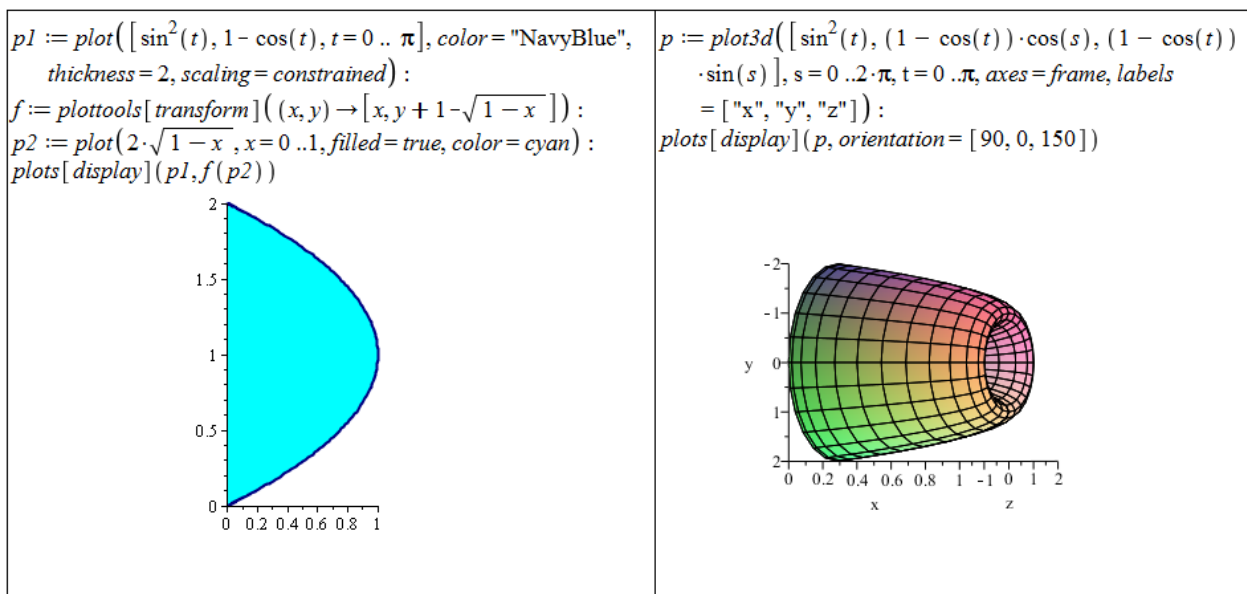 p1 := plot([sin²(t), 1 - cos(t), t = 0 .. π], color = "NavyBlue",
thickness = 2, scaling = constrained) :
f := plottools[transform]((x, y) → [x, y + 1 - √(1 - x)]) :
p2 := plot(2·√(1 - x), x = 0 ..1, filled = true, color = cyan) :
plots[display](p1, f(p2))
2
1.5
1
0.5
0
0 0.2 0.4 0.6 0.8 1
p := plot3d([sin²(t), (1 - cos(t))·cos(s), (1 - cos(t))
·sin(s)], s = 0 ..2·π, t = 0 ..π, axes = frame, labels
= ["x", "y", "z"]) :
plots[display](p, orientation = [90, 0, 150])
-2
-1
y 0
1
2
0 0.2 0.4 0.6 0.8 1 -1 0 1 2
x z